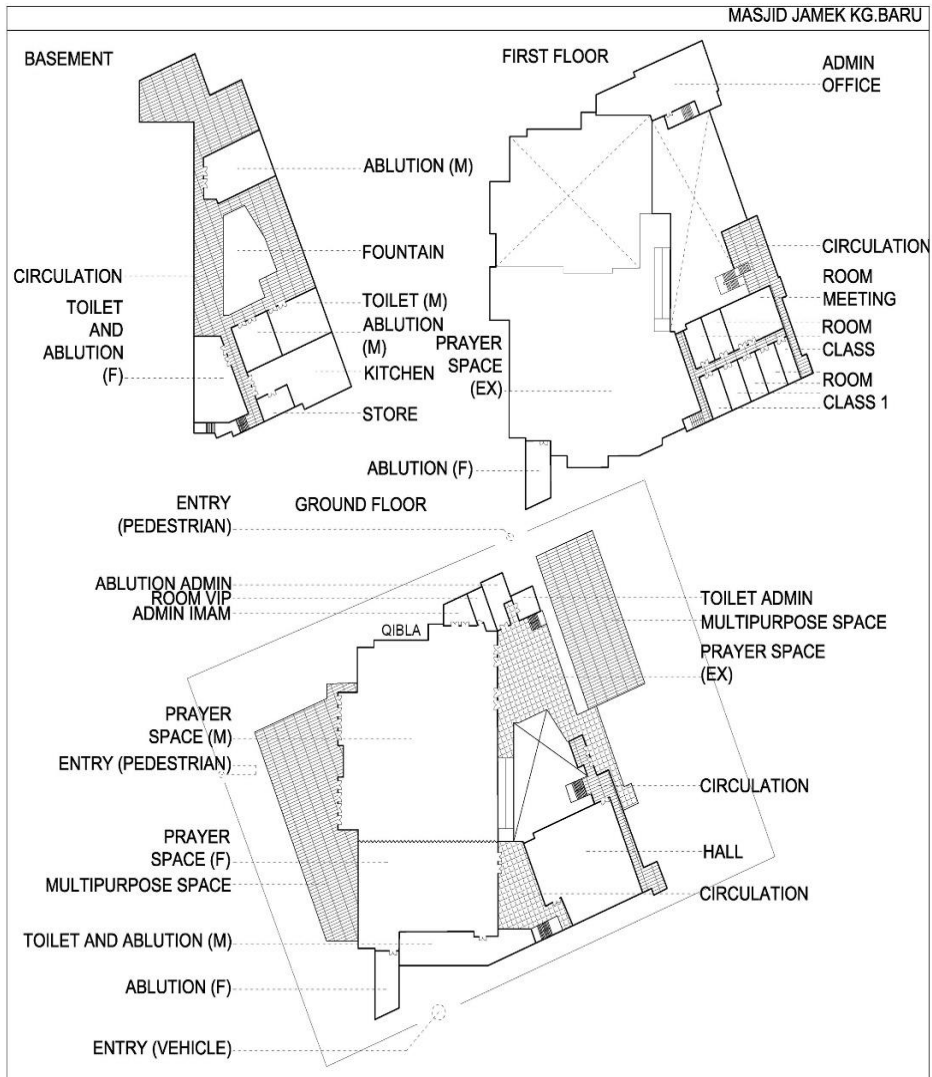 MASJID JAMEK KG.BARU
BASEMENT
ABLUTION (M)
FOUNTAIN
CIRCULATION
TOILET (M)
TOILET
AND
ABLUTION
(F)
ABLUTION
(M)
KITCHEN
STORE
FIRST FLOOR
ADMIN
OFFICE
CIRCULATION
ROOM
MEETING
ROOM
CLASS
ROOM
CLASS 1
PRAYER
SPACE
(EX)
ABLUTION (F)
GROUND FLOOR
ENTRY
(PEDESTRIAN)
ABLUTION ADMIN
ROOM VIP
ADMIN IMAM
QIBLA
TOILET ADMIN
MULTIPURPOSE SPACE
PRAYER SPACE
(EX)
PRAYER
SPACE (M)
ENTRY (PEDESTRIAN)
CIRCULATION
PRAYER
SPACE (F)
MULTIPURPOSE SPACE
HALL
CIRCULATION
TOILET AND ABLUTION (M)
ABLUTION (F)
ENTRY (VEHICLE)